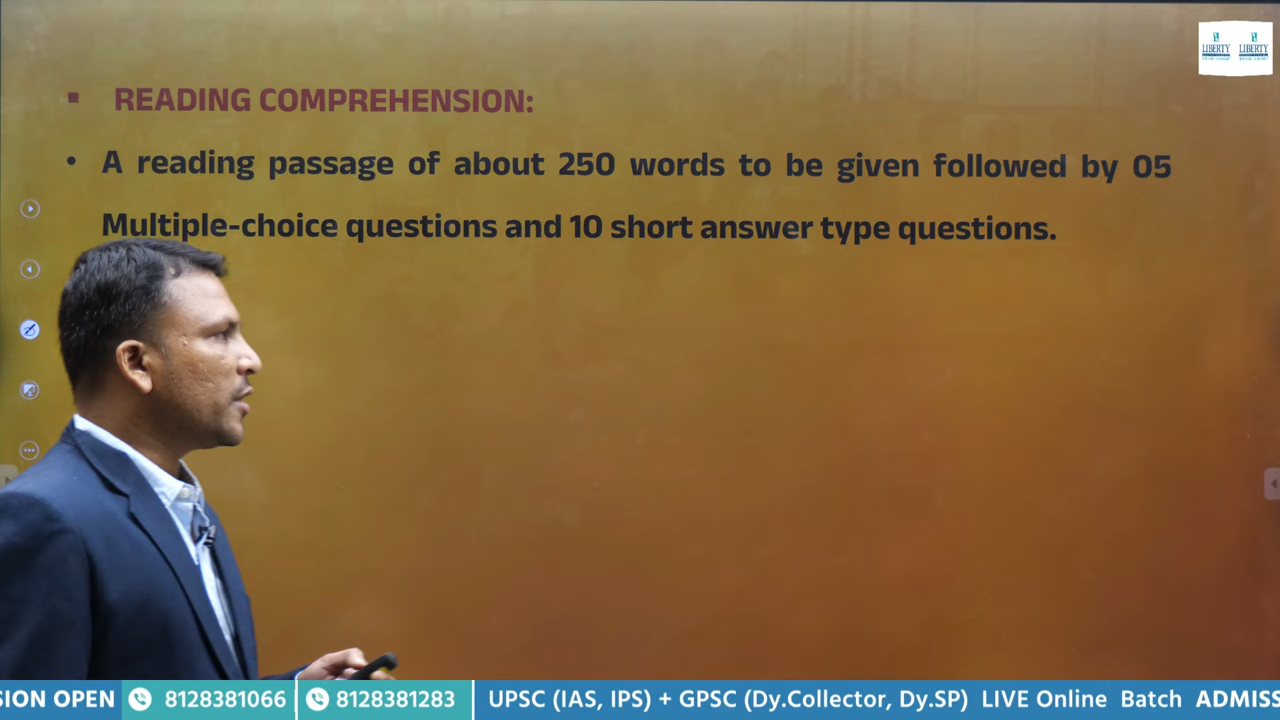 LIBERTY LIBERTY
READING COMPREHENSION:
A reading passage of about 250 words to be given followed by 05
Multiple-choice questions and 10 short answer type questions.
SION OPEN 8128381066 8128381283 UPSC (IAS, IPS) + GPSC (Dy.Collector, Dy.SP) LIVE Online Batch ADMISS